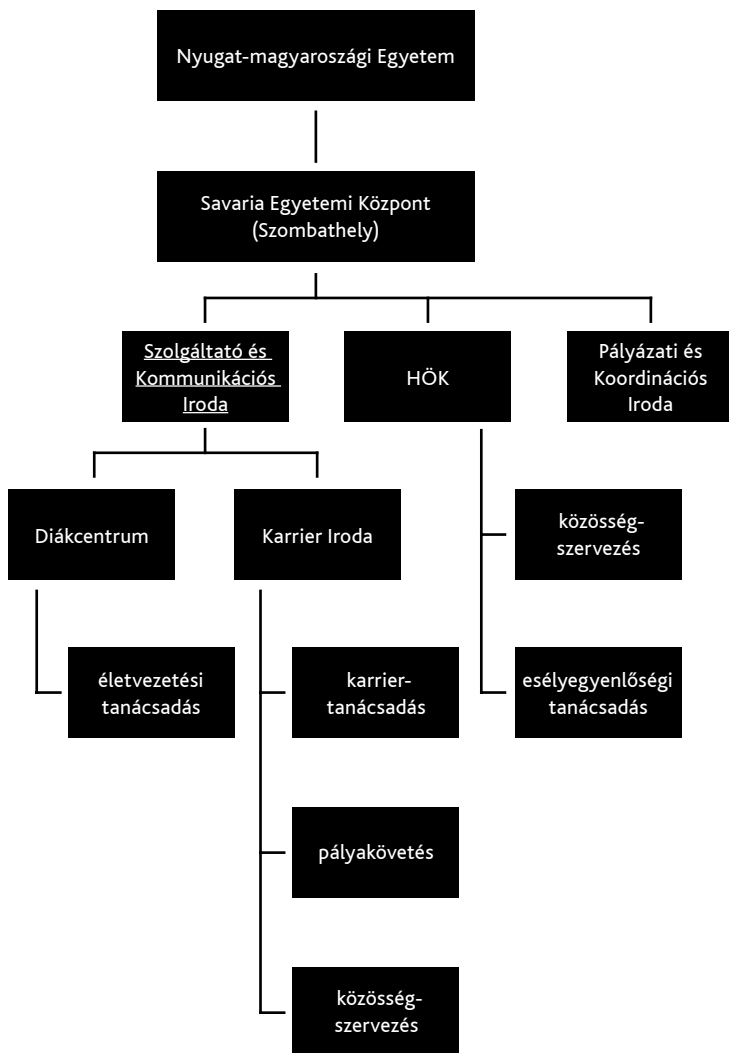 Nyugat-magyaroszági Egyetem
Savaria Egyetemi Központ
(Szombathely)
Szolgáltató és
Kommunikációs
Iroda
HÖK
Pályázati és
Koordinációs
Iroda
Diákcentrum
Karrier Iroda
közösség-
szervezés
életvezetési
tanácsadás
karrier-
tanácsadás
esélyegyenlőségi
tanácsadás
pályakövetés
közösség-
szervezés